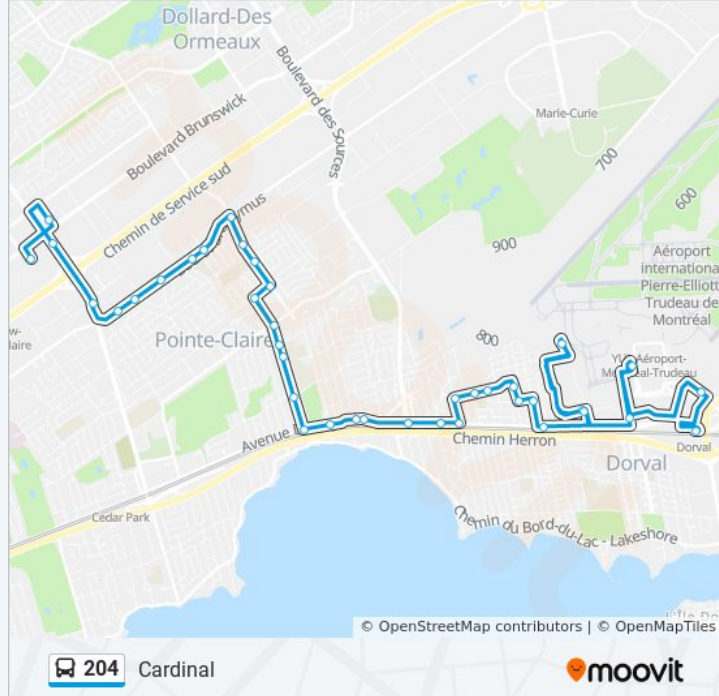 Dollard-Des
Ormeaux
Boulevard des Sources
Boulevard Brunswick
Marie-Curie
700
600
Chemin de Service sud
900
Aéroport
internationa
Pierre-Elliott
Trudeau de
Montréal
800
Pointe-Claire
laire
Avenue
Chemin Herron
Dorval
Dorval
Cedar Park
Chemin du Bord-du-Lac - Lakeshore
© OpenStreetMap contributors | © OpenMapTiles
204 Cardinal
moovit